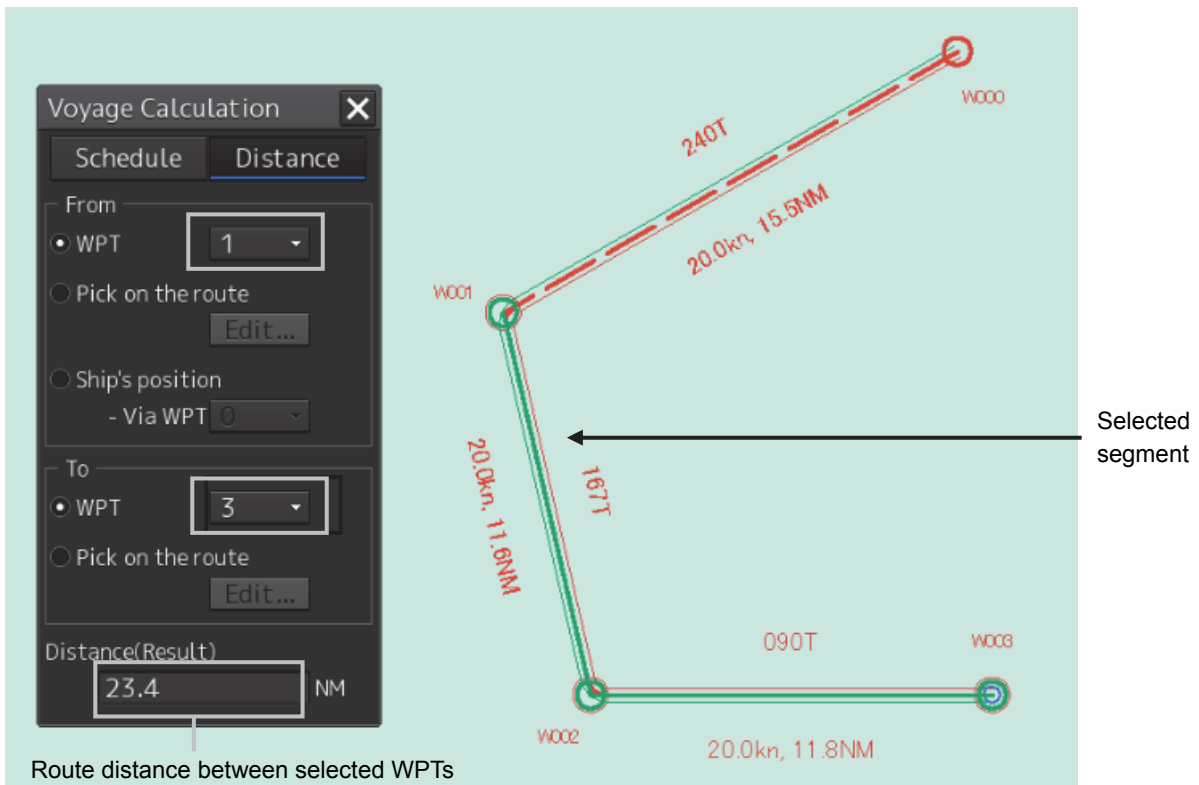 Voyage Calculation
Schedule Distance
From
WPT 1
Pick on the route
Edit...
Ship's position
- Via WPT 0
To
WPT 3
Pick on the route
Edit...
Distance(Result)
23.4 NM
Route distance between selected WPTs
W000
240T
20.0kn, 15.5NM
W001
167T
20.0kn, 11.6NM
Selected
segment
090T
W003
W002
20.0kn, 11.8NM